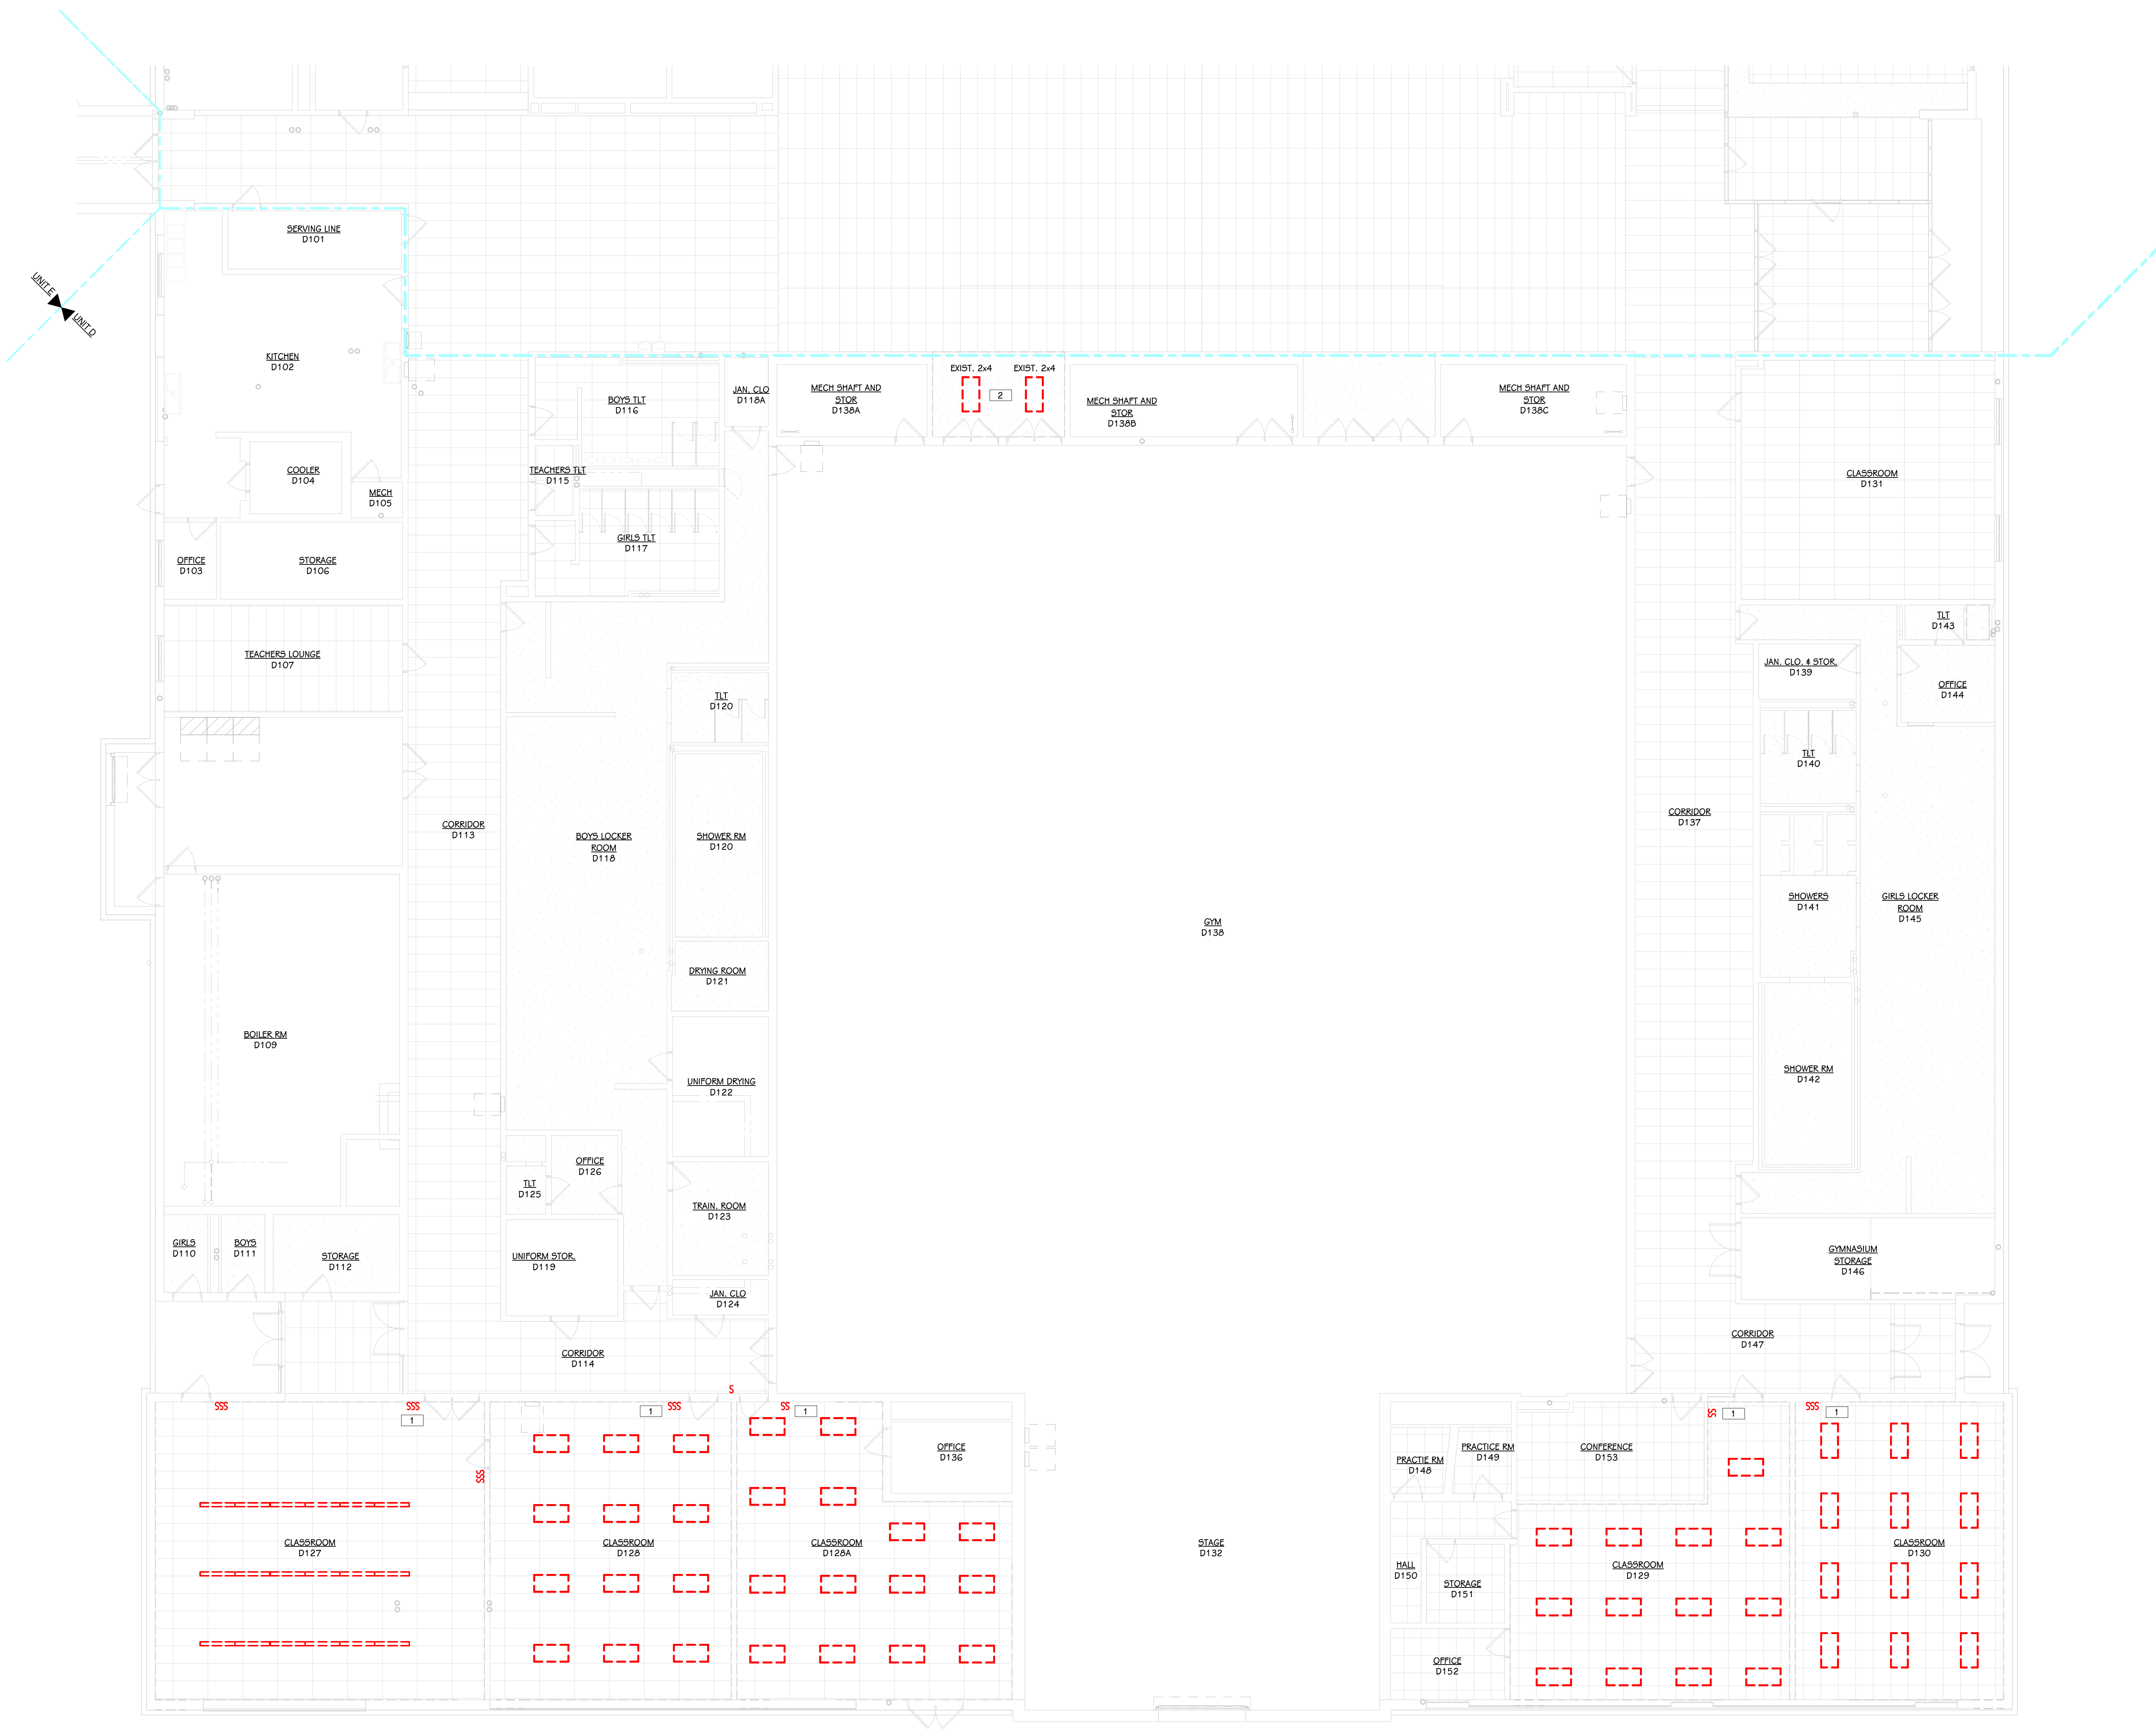 SERVING LINE
D101
UNIT E
UNIT D
KITCHEN
D102
EXIST. 2x4
EXIST. 2x4
2
JAN. CLO
D118A
MECH SHAFT AND
STOR
D138A
MECH SHAFT AND
STOR
D138B
MECH SHAFT AND
STOR
D138C
BOYS TLT
D116
COOLER
D104
TEACHERS TLT
D115
CLASSROOM
D131
MECH
D105
GIRLS TLT
D117
OFFICE
D103
STORAGE
D106
TLT
D143
TEACHERS LOUNGE
D107
JAN. CLO. & STOR.
D139
OFFICE
D144
TLT
D120
TLT
D140
CORRIDOR
D113
BOYS LOCKER
ROOM
D118
SHOWER RM
D120
CORRIDOR
D137
SHOWERS
D141
GIRLS LOCKER
ROOM
D145
GYM
D138
DRYING ROOM
D121
BOILER RM
D109
UNIFORM DRYING
D122
SHOWER RM
D142
OFFICE
D126
TLT
D125
TRAIN. ROOM
D123
GIRLS
D110
BOYS
D111
STORAGE
D112
UNIFORM STOR.
D119
GYMNASIUM
STORAGE
D146
JAN. CLO
D124
CORRIDOR
D114
CORRIDOR
D147
S
SSS
SSS
1
1
SSS
SS
1
SS
1
SSS
1
SSS
OFFICE
D136
PRACTIE RM
D148
PRACTICE RM
D149
CONFERENCE
D153
CLASSROOM
D127
CLASSROOM
D128
CLASSROOM
D128A
STAGE
D132
HALL
D150
STORAGE
D151
CLASSROOM
D129
CLASSROOM
D130
OFFICE
D152